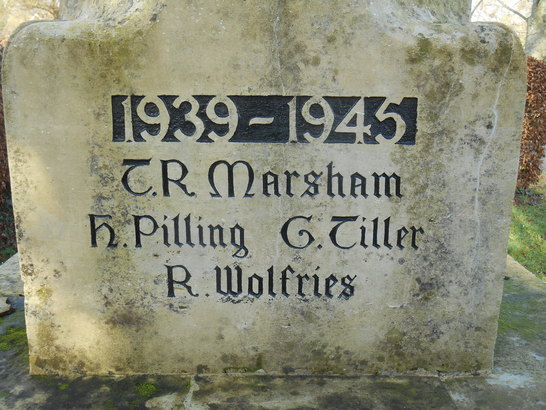 1939-1945
T.R. Marsham
H. Pilling G. Tiller
R. Wolfries